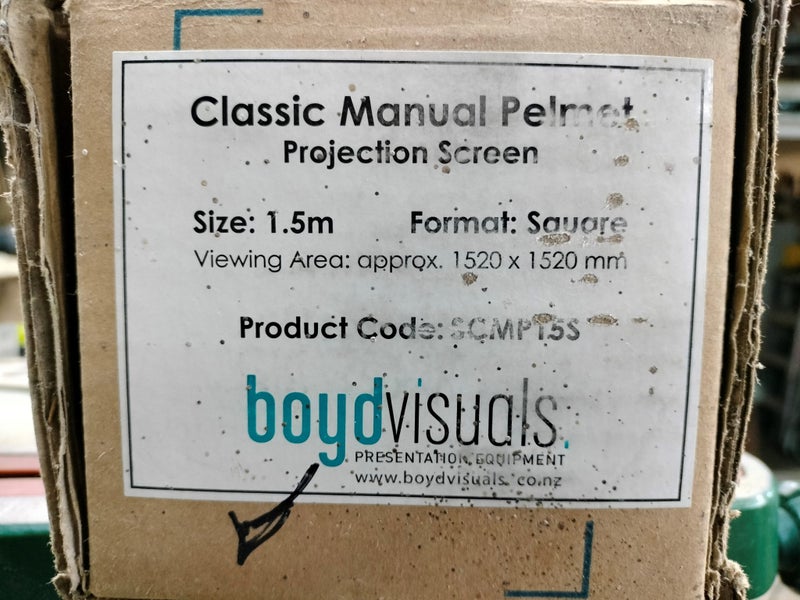 Classic Manual Pelmet
Projection Screen
Size: 1.5m Format: Square
Viewing Area: approx. 1520 x 1520 mm
Product Code: SCMP15S
boydvisuals.
PRESENTATION EQUIPMENT
www.boydvisuals.co.nz